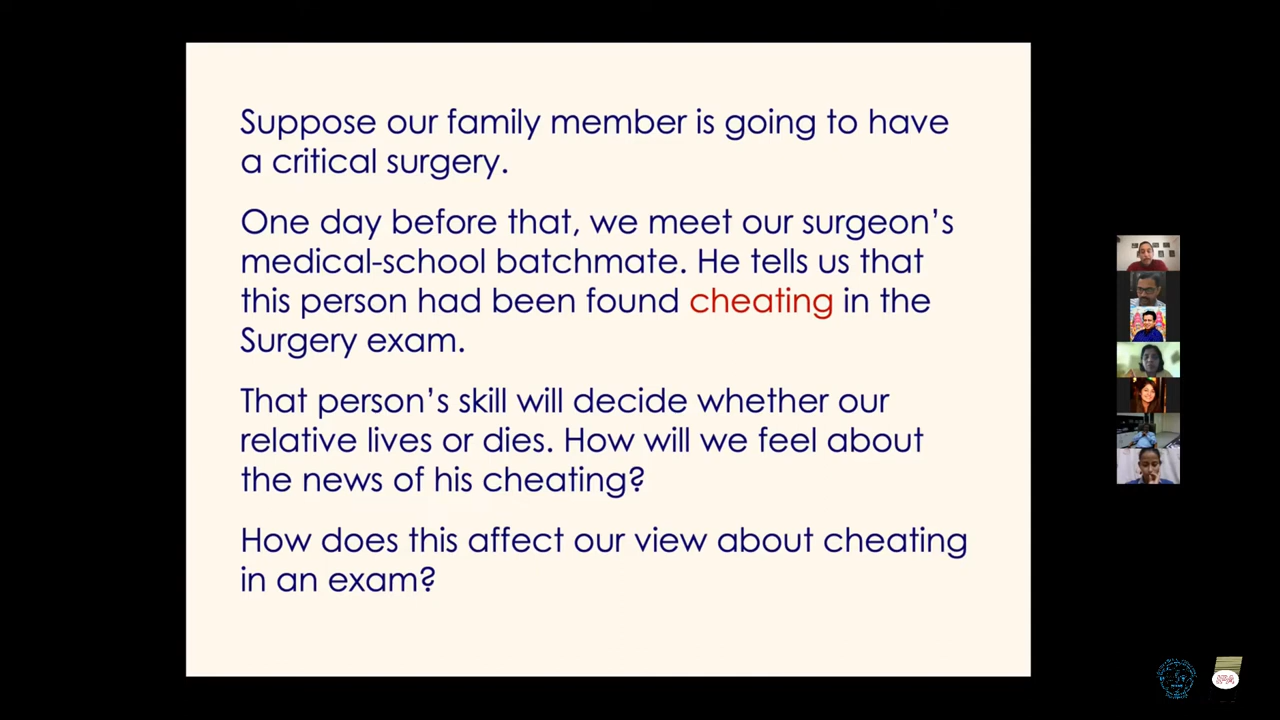 Suppose our family member is going to have
a critical surgery.
One day before that, we meet our surgeon’s
medical-school batchmate. He tells us that
this person had been found cheating in the
Surgery exam.
That person’s skill will decide whether our
relative lives or dies. How will we feel about
the news of his cheating?
How does this affect our view about cheating
in an exam?